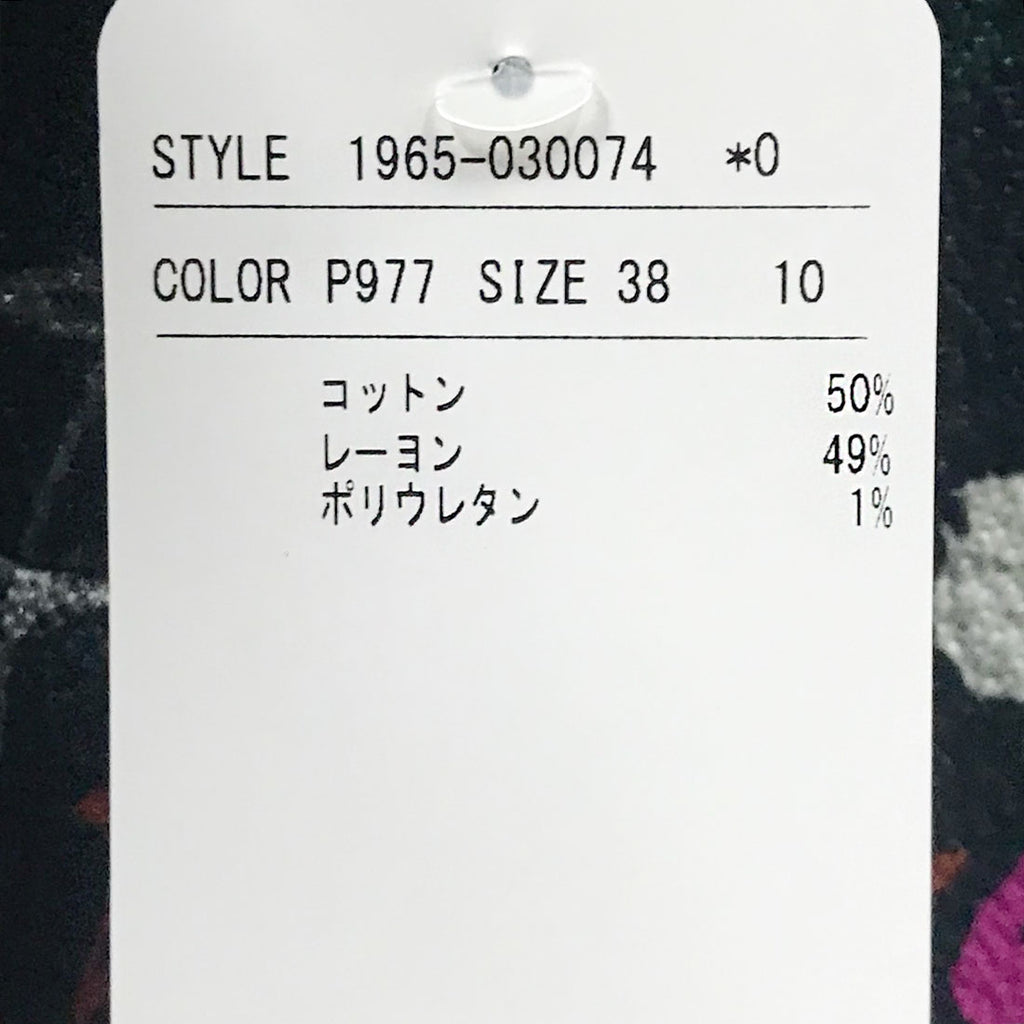 STYLE 1965-030074 *0
COLOR P977 SIZE 38 10
コットン 50%
レーヨン 49%
ポリウレタン 1%